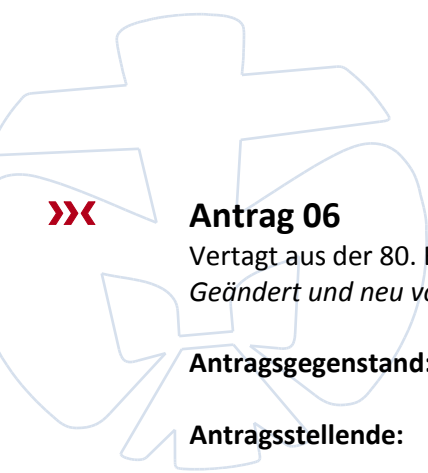 Antrag 06
Vertagt aus der 80.
Geändert und neu
Antragsgegenstand:
Antragsstellende: